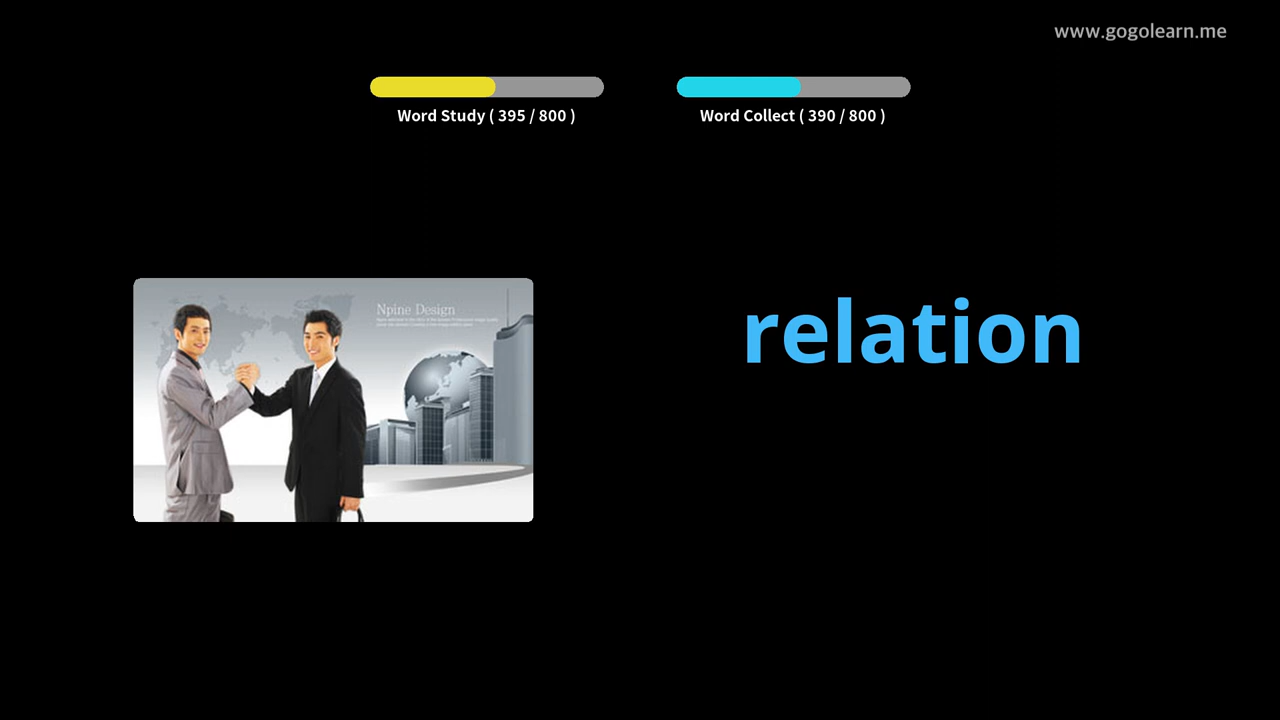 www.gogolearn.me
Word Study ( 395 / 800 )
Word Collect ( 390 / 800 )
Npine Design
relation